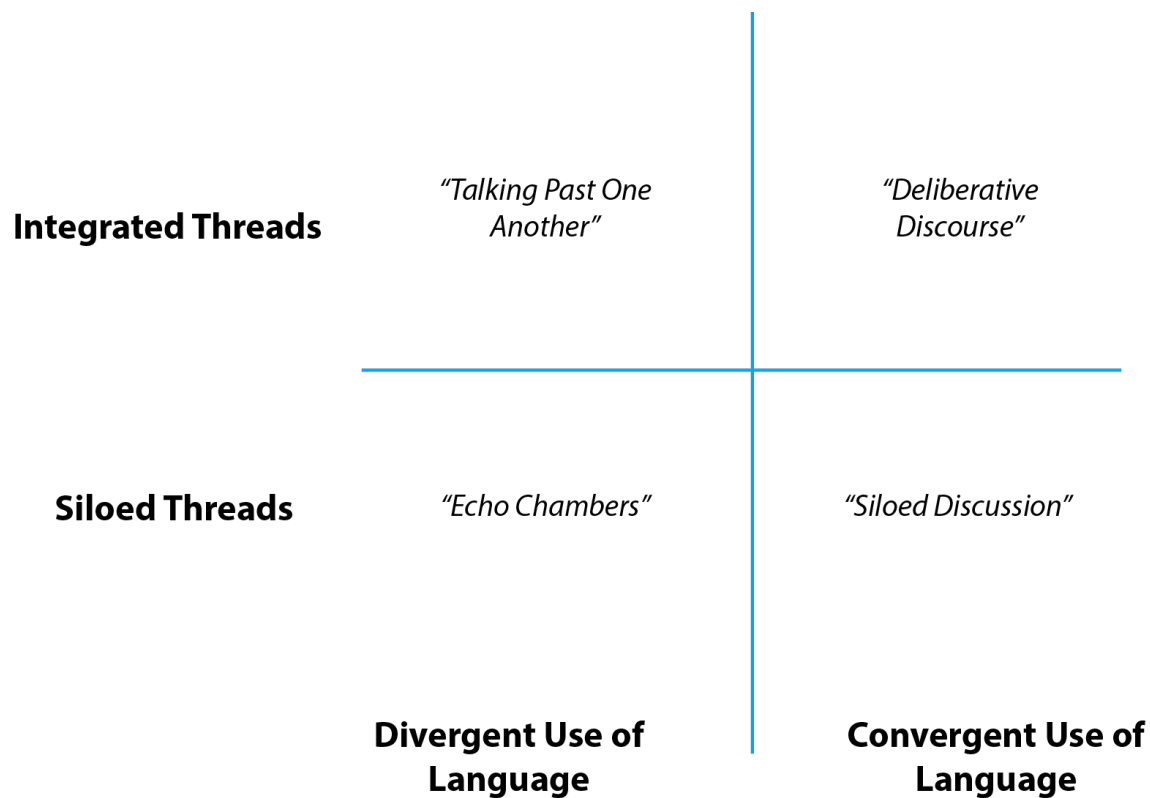 “Talking Past One
Another”
“Deliberative
Discourse”
Integrated Threads
Siloed Threads
“Echo Chambers”
“Siloed Discussion”
Divergent Use of
Language
Convergent Use of
Language